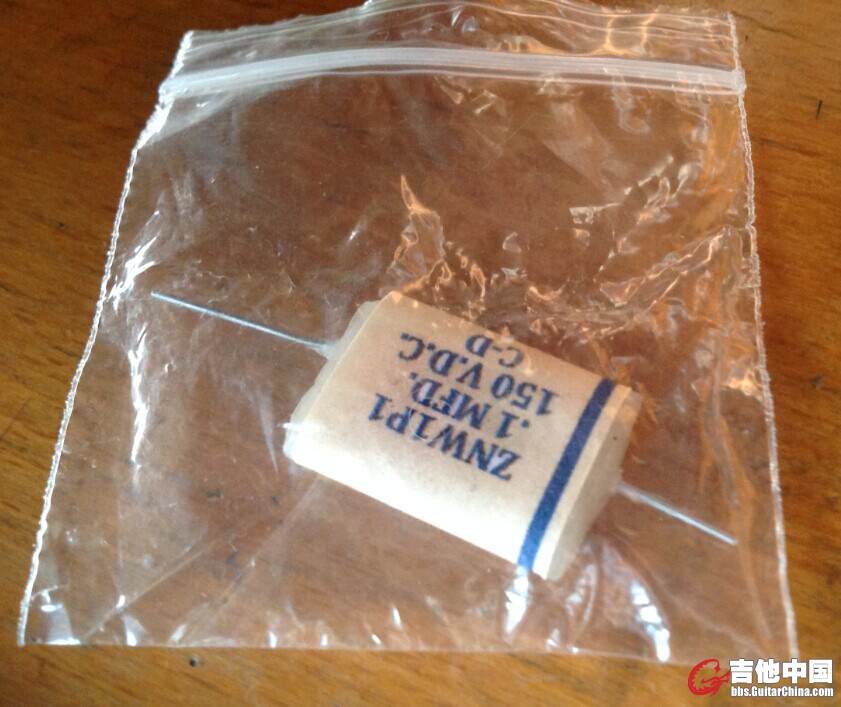 ZNW1P1
.1 MFD.
150 V.D.C.
C-D
吉他中国
bbs.GuitarChina.com